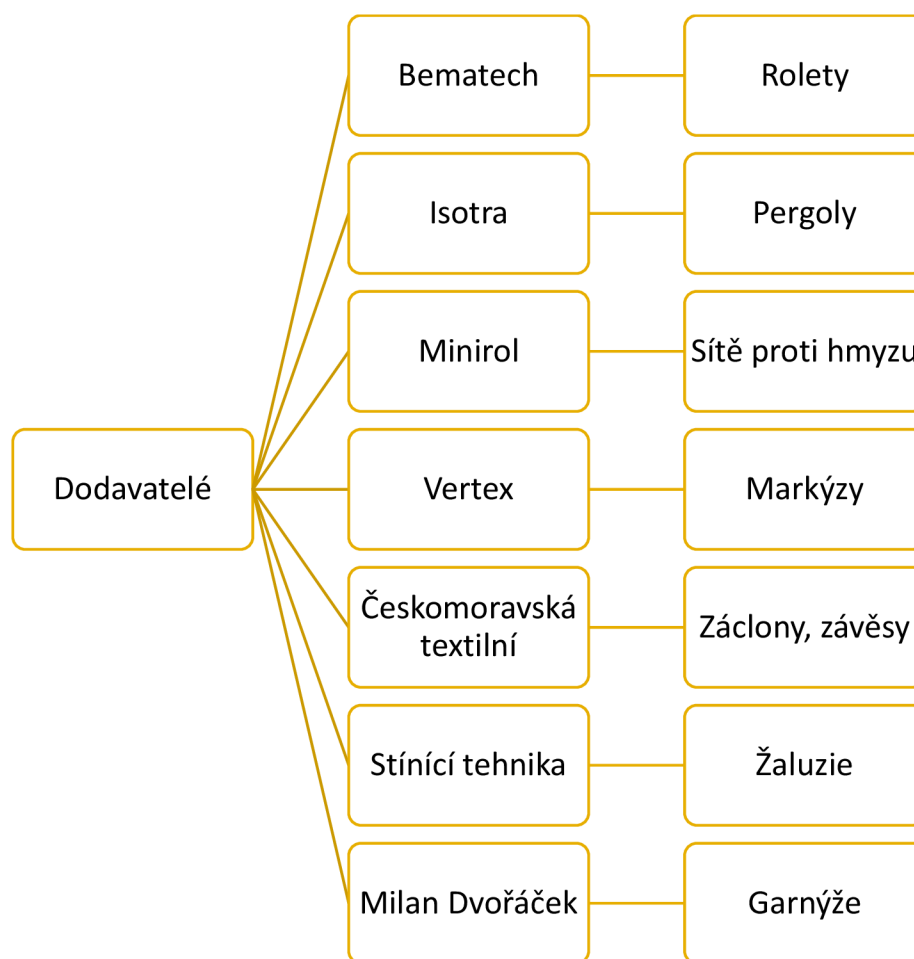 Bematech
Rolety
Isotra
Pergoly
Minirol
Sítě proti hmyzu
Dodavatelé
Vertex
Markýzy
Českomoravská
textilní
Záclony, závěsy
Stínící tehnika
Žaluzie
Milan Dvořáček
Garnýže